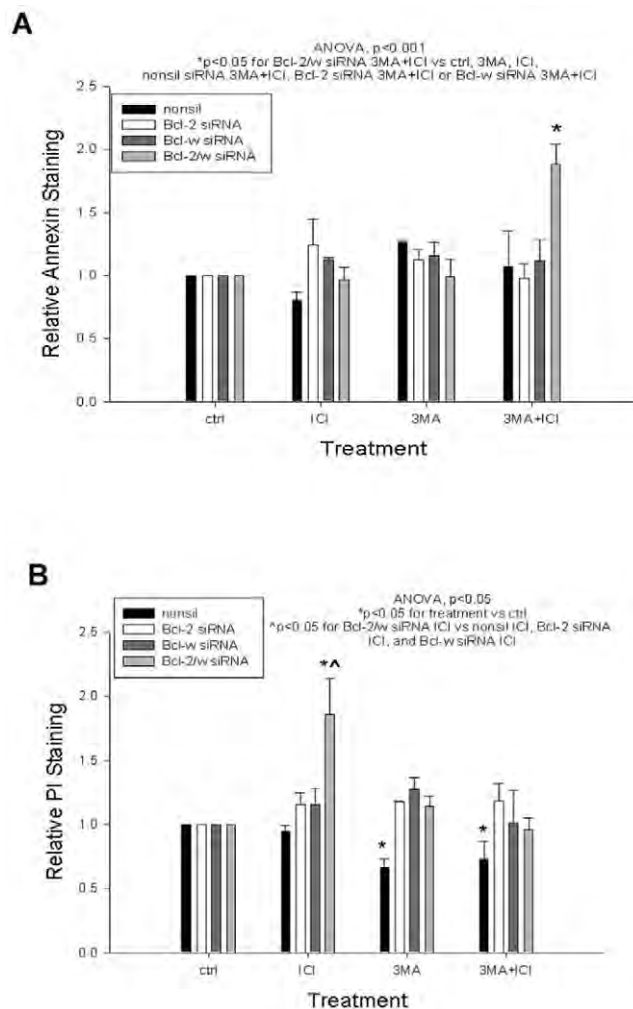 A
ANOVA, p<0.001
*p<0.05 for Bcl-2/w siRNA 3MA+ICI vs ctrl, 3MA, ICI,
nonsil siRNA 3MA+ICI, Bcl-2 siRNA 3MA+ICI or Bcl-w siRNA 3MA+ICI
2.5
nonsil
Bcl-2 siRNA
Bcl-w siRNA
Bcl-2/w siRNA
*
2.0
1.5
1.0
0.5
0.0
Relative Annexin Staining
ctrl ICI 3MA 3MA+ICI
Treatment
B
ANOVA, p<0.05
*p<0.05 for treatment vs ctrl
^p<0.05 for Bcl-2/w siRNA ICI vs nonsil ICI, Bcl-2 siRNA
ICI, and Bcl-w siRNA ICI
nonsil
Bcl-2 siRNA
Bcl-w siRNA
Bcl-2/w siRNA
2.5
*^
2.0
1.5
1.0
* *
0.5
0.0
Relative PI Staining
ctrl ICI 3MA 3MA+ICI
Treatment